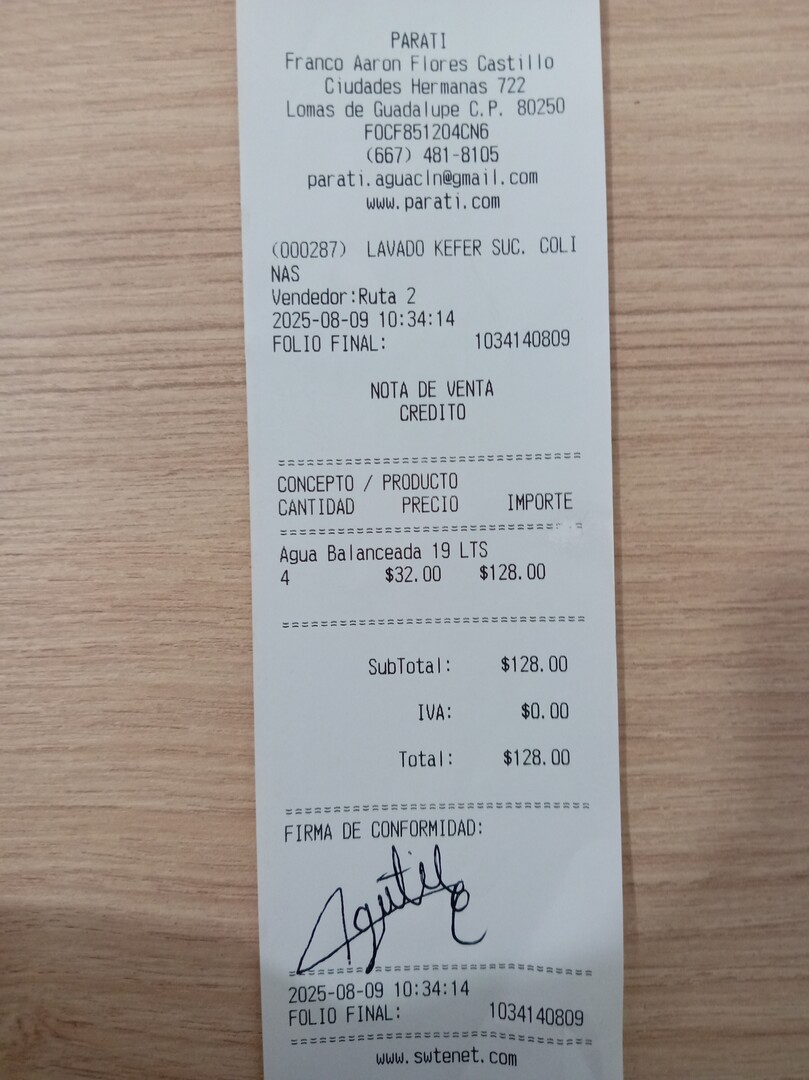 PARATI
Franco Aaron Flores Castillo
Ciudades Hermanas 722
Lomas de Guadalupe C.P. 80250
FOCF851204CN6
(667) 481-8105
parati.aguacln@gmail.com
www.parati.com
(000287) LAVADO KEFER SUC. COLI
NAS
Vendedor:Ruta 2
2025-08-09 10:34:14
FOLIO FINAL: 1034140809
NOTA DE VENTA
CREDITO
================================
CONCEPTO / PRODUCTO
CANTIDAD PRECIO IMPORTE
================================
Agua Balanceada 19 LTS
4 $32.00 $128.00
================================
SubTotal: $128.00
IVA: $0.00
Total: $128.00
================================
FIRMA DE CONFORMIDAD:
================================
2025-08-09 10:34:14
FOLIO FINAL: 1034140809
================================
www.swtenet.com